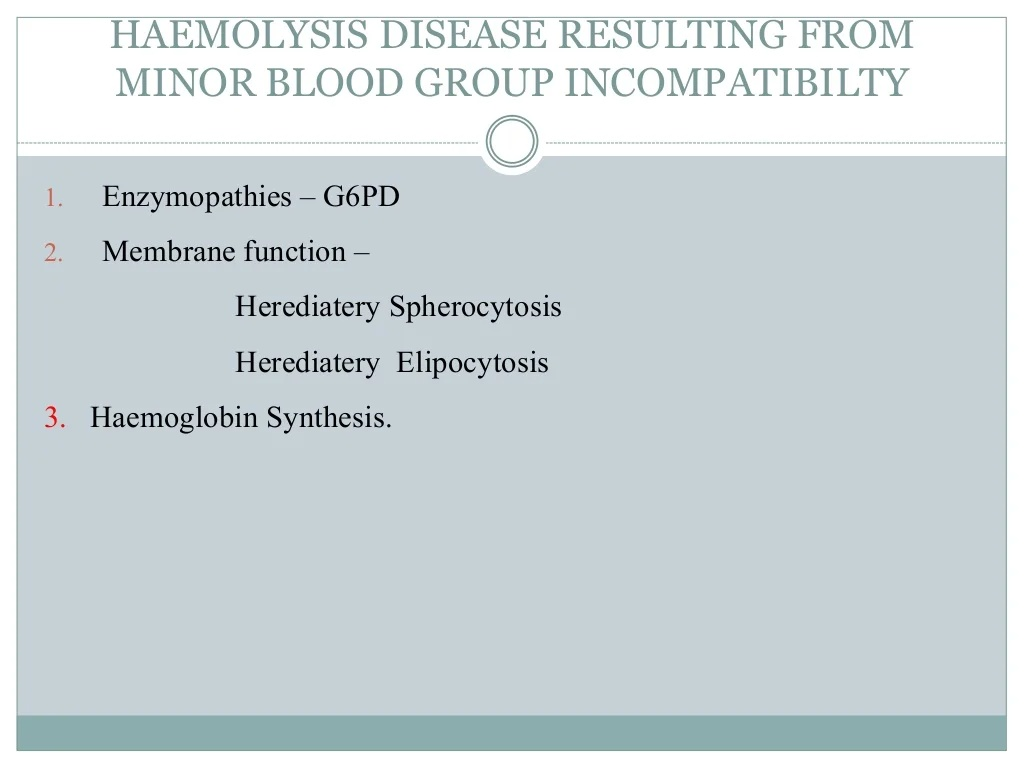 HAEMOLYSIS DISEASE RESULTING FROM
MINOR BLOOD GROUP INCOMPATIBILTY
1. Enzymopathies – G6PD
2. Membrane function –
Herediatery Spherocytosis
Herediatery Elipocytosis
3. Haemoglobin Synthesis.